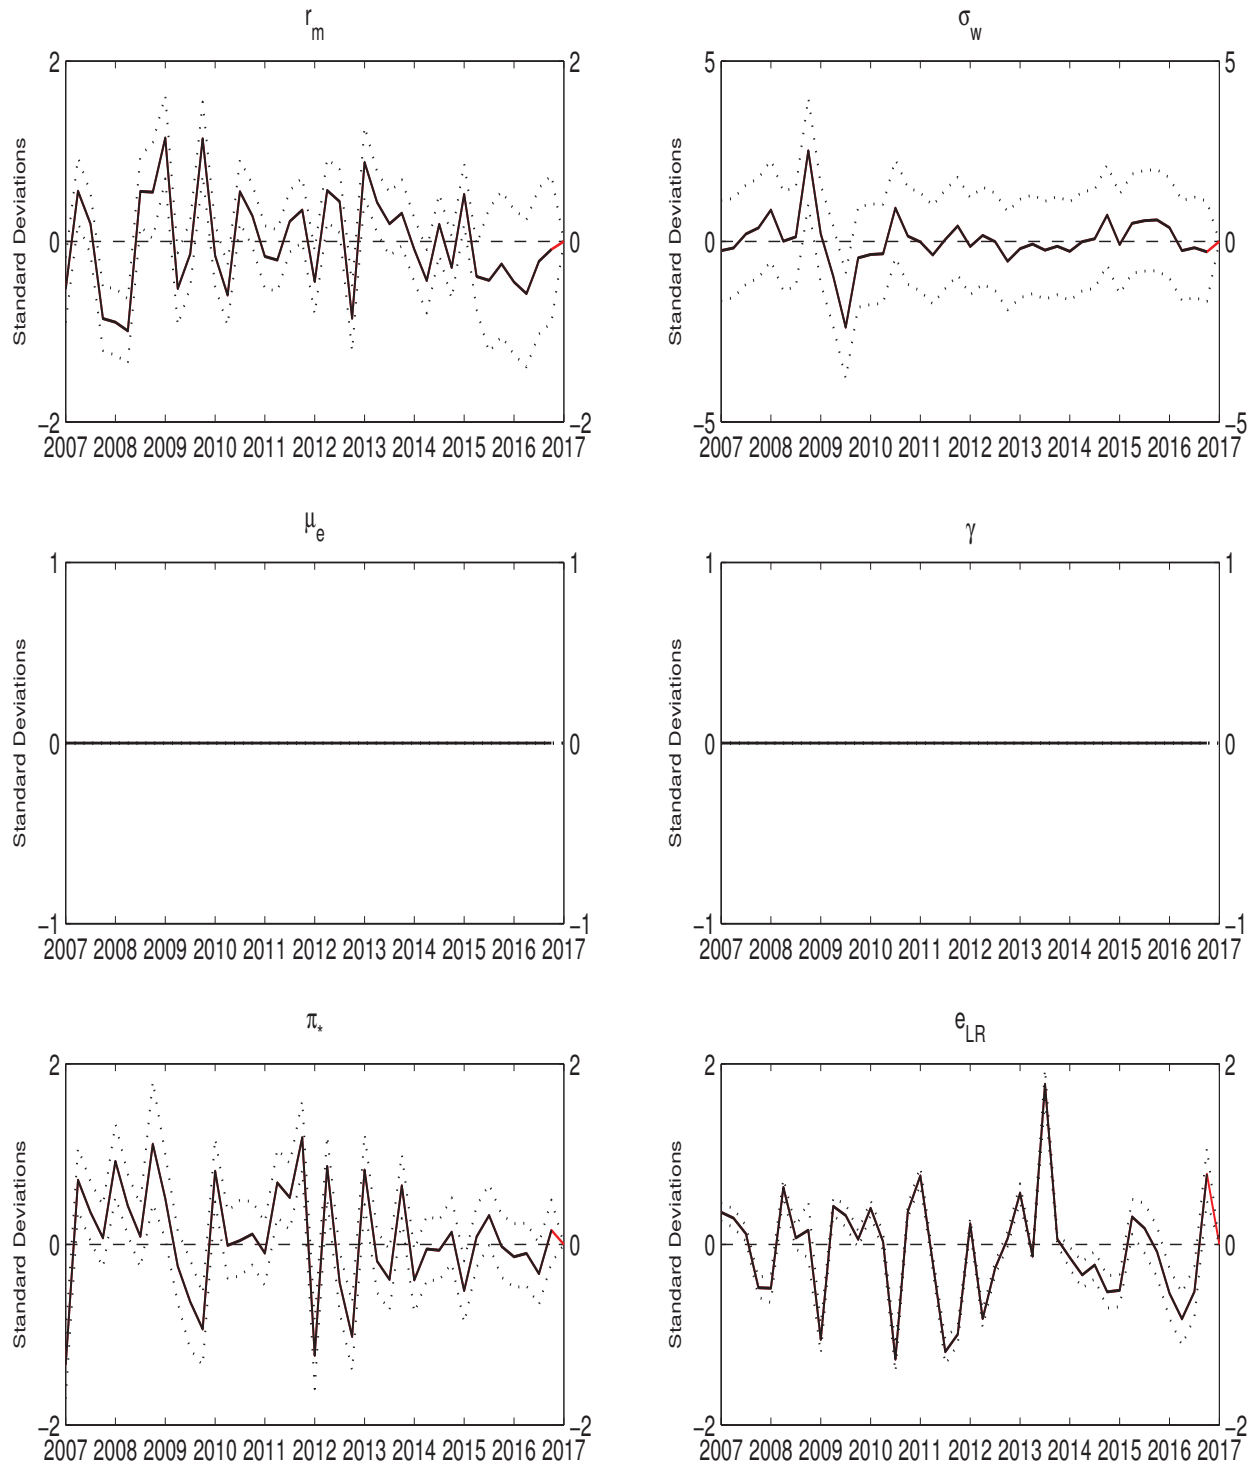 r_m
σ_w
2 2 5 5
Standard Deviations Standard Deviations
0 0 0 0
−2 −2 −5 −5
2007 2008 2009 2010 2011 2012 2013 2014 2015 2016 2017 2007 2008 2009 2010 2011 2012 2013 2014 2015 2016 2017
μ_e
γ
1 1 1 1
Standard Deviations Standard Deviations
0 0 0 0
−1 −1 −1 −1
2007 2008 2009 2010 2011 2012 2013 2014 2015 2016 2017 2007 2008 2009 2010 2011 2012 2013 2014 2015 2016 2017
π_*
e_LR
2 2 2 2
Standard Deviations Standard Deviations
0 0 0 0
−2 −2 −2 −2
2007 2008 2009 2010 2011 2012 2013 2014 2015 2016 2017 2007 2008 2009 2010 2011 2012 2013 2014 2015 2016 2017